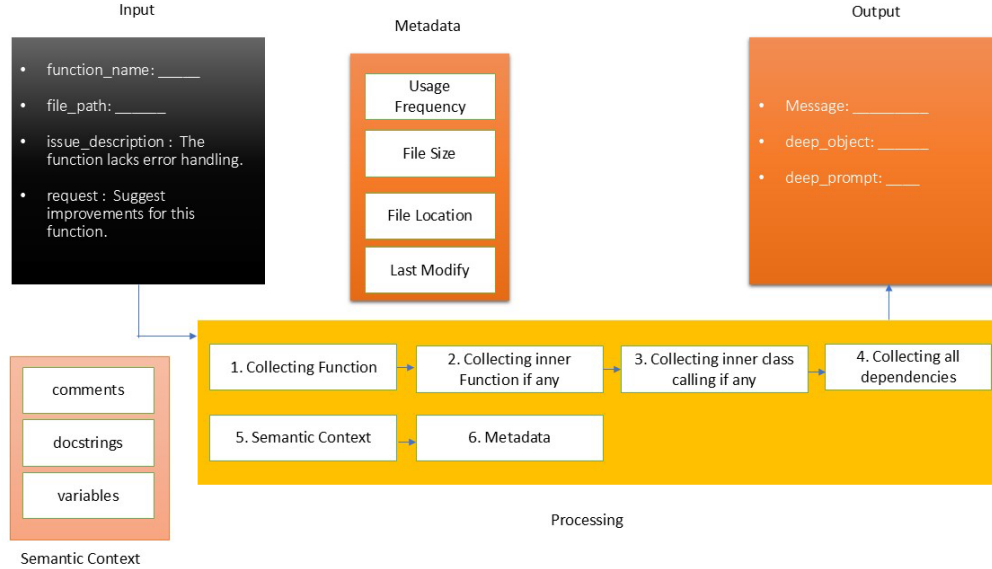 Input
Metadata
Output
• function_name: _____
• file_path: ______
• issue_description : The
function lacks error handling.
• request : Suggest
improvements for this
function.
Usage
Frequency
File Size
File Location
Last Modify
• Message: _________
• deep_object: ______
• deep_prompt: ____
1. Collecting Function
2. Collecting inner
Function if any
3. Collecting inner class
calling if any
4. Collecting all
dependencies
5. Semantic Context
6. Metadata
Processing
comments
docstrings
variables
Semantic Context